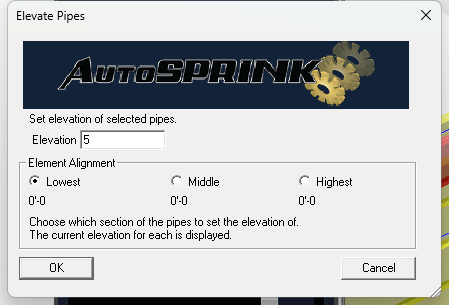 Elevate Pipes
AUTOSPRINK
Set elevation of selected pipes.
Elevation 5
Element Alignment
Lowest Middle Highest
0'-0 0'-0 0'-0
Choose which section of the pipes to set the elevation of.
The current elevation for each is displayed.
OK Cancel